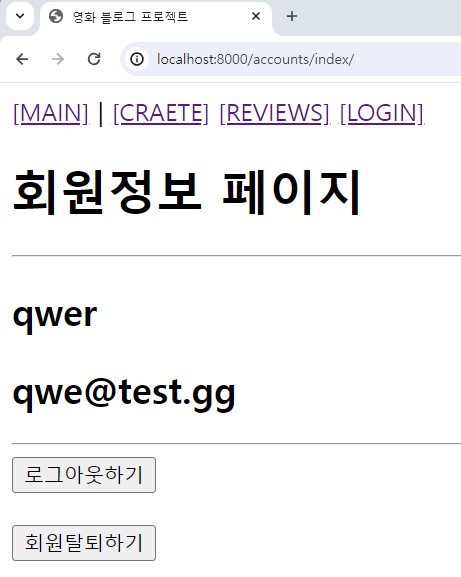 영화 블로그 프로젝트
localhost:8000/accounts/index/
[MAIN] | [CRAETE] [REVIEWS] [LOGIN]
회원정보 페이지
qwer
qwe@test.gg
로그아웃하기
회원탈퇴하기